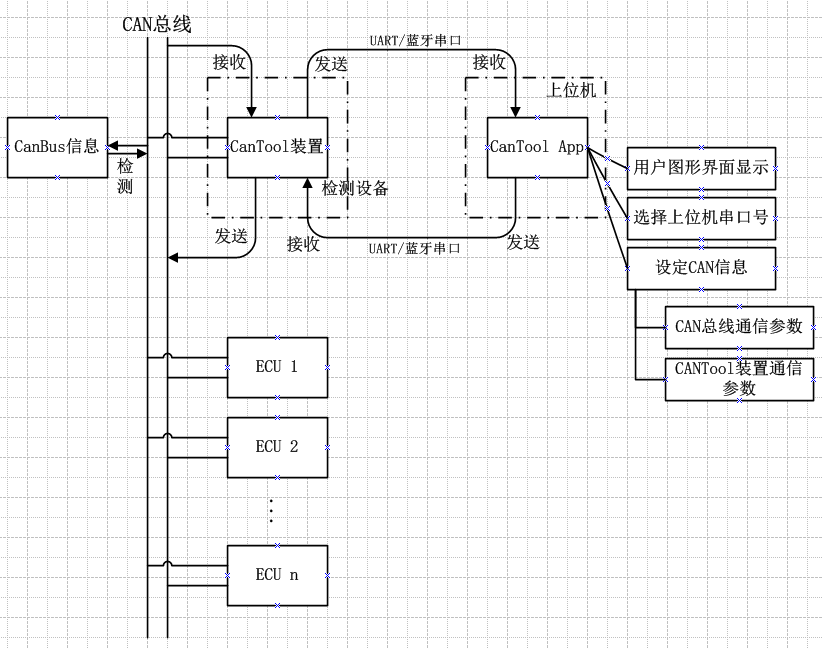 CAN总线
接收
UART/蓝牙串口
发送
接收
上位机
CanBus信息
CanTool装置
CanTool App
检测
用户图形界面显示
检测设备
选择上位机串口号
发送
接收
UART/蓝牙串口
发送
设定CAN信息
CAN总线通信参数
CANTool装置通信
参数
ECU 1
ECU 2
⋮
ECU n